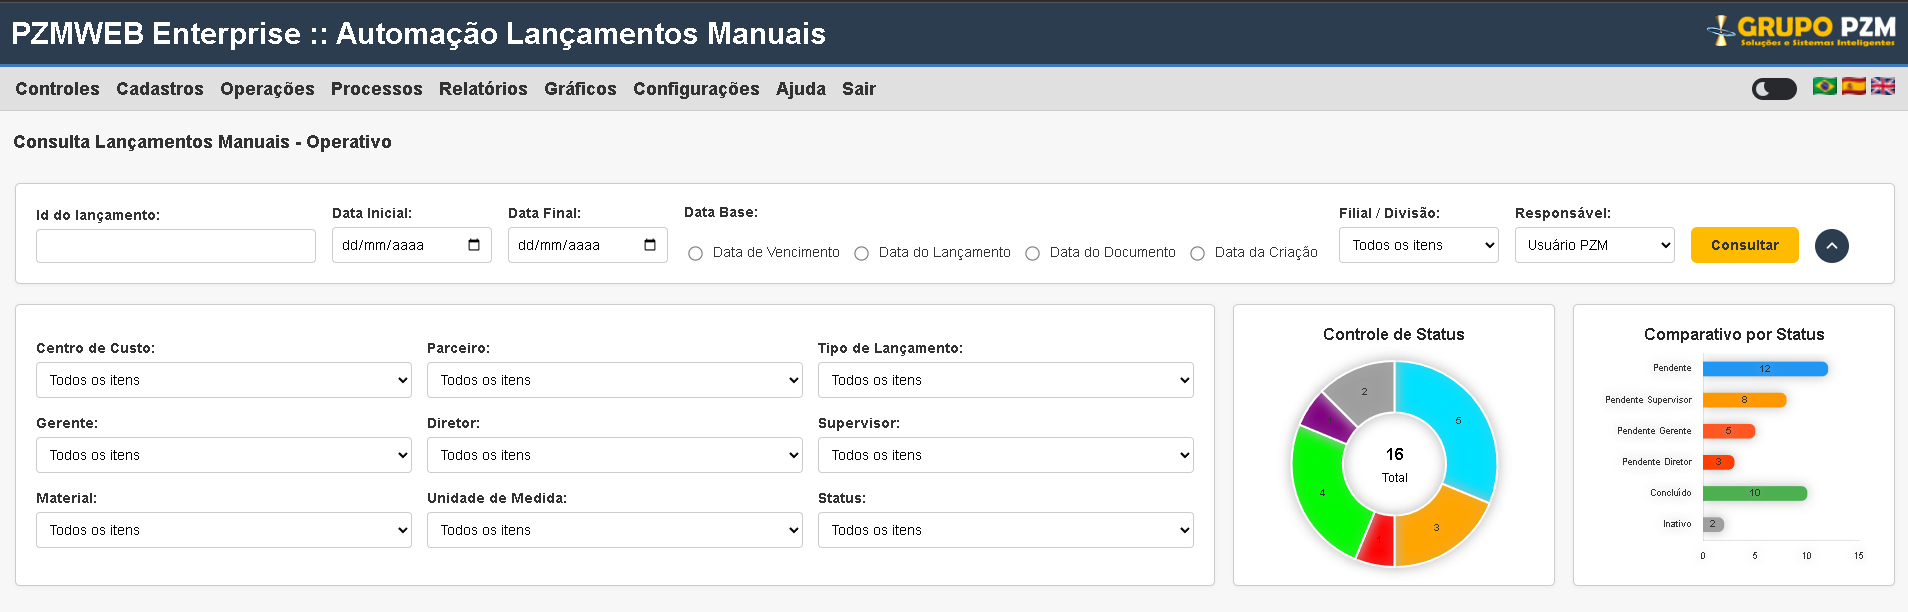 PZMWEB Enterprise :: Automação Lançamentos Manuais
GRUPO PZM
Soluções e Sistemas Inteligentes
Controles Cadastros Operações Processos Relatórios Gráficos Configurações Ajuda Sair
Consulta Lançamentos Manuais - Operativo
Id do lançamento:
Data Inicial:
dd/mm/aaaa
Data Final:
dd/mm/aaaa
Data Base:
Data de Vencimento
Data do Lançamento
Data do Documento
Data da Criação
Filial / Divisão:
Todos os itens
Responsável:
Usuário PZM
Consultar
Centro de Custo:
Todos os itens
Parceiro:
Todos os itens
Tipo de Lançamento:
Todos os itens
Gerente:
Todos os itens
Diretor:
Todos os itens
Supervisor:
Todos os itens
Material:
Todos os itens
Unidade de Medida:
Todos os itens
Status:
Todos os itens
Controle de Status
2
5
16
Total
4
3
1
Comparativo por Status
Pendente 12
Pendente Supervisor 8
Pendente Gerente 5
Pendente Diretor 3
Concluído 10
Inativo 2
0 5 10 15